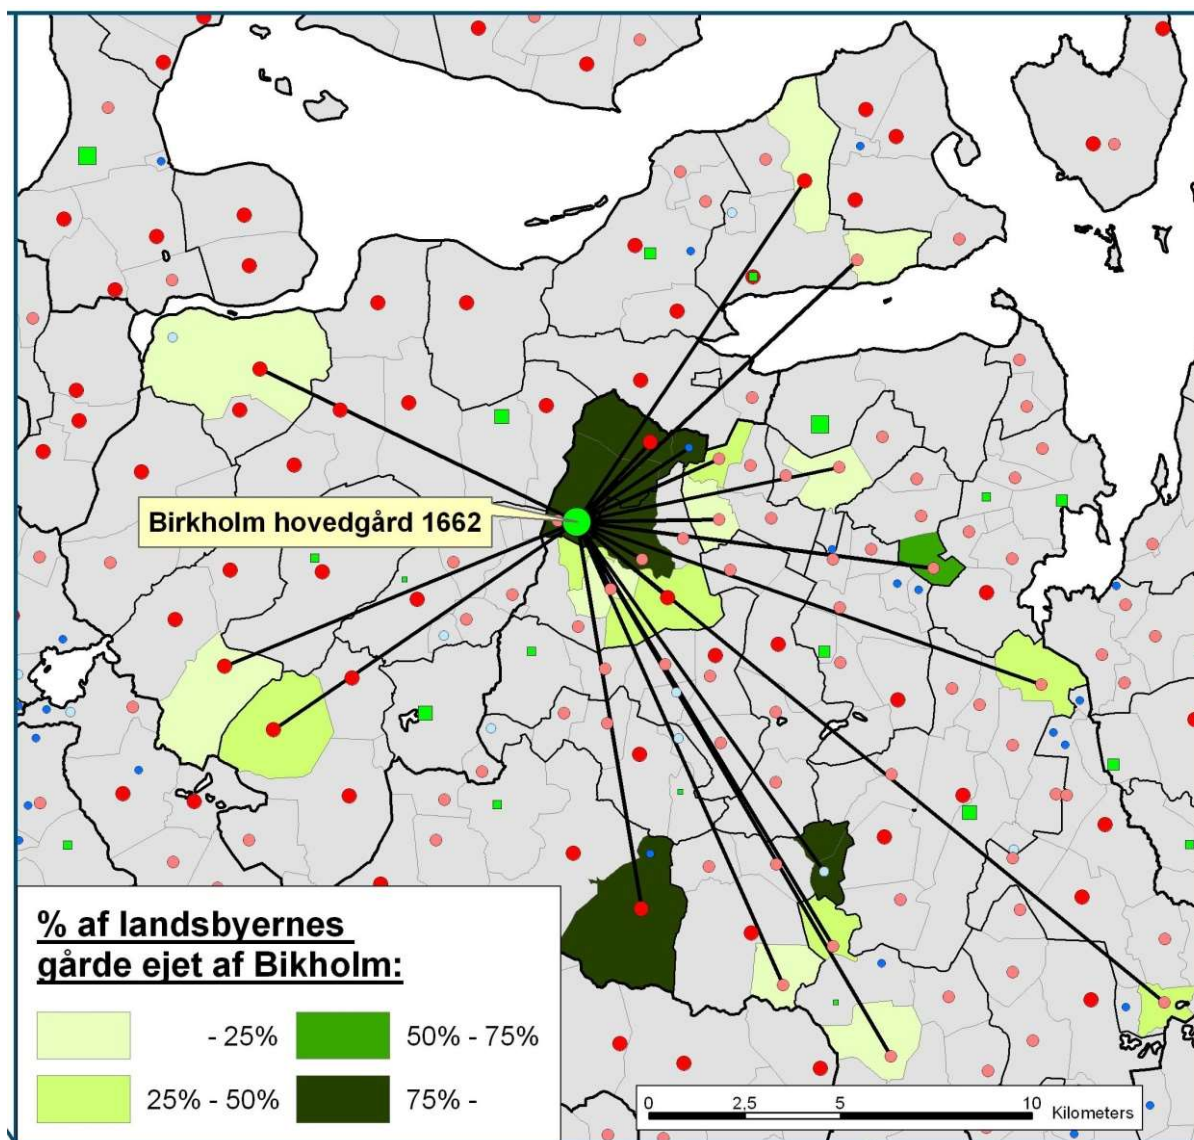 Birkholm hovedgård 1662
% af landsbyernes
gårde ejet af Bikholm:
- 25%
50% - 75%
25% - 50%
75% -
0 2,5 5 10
Kilometers